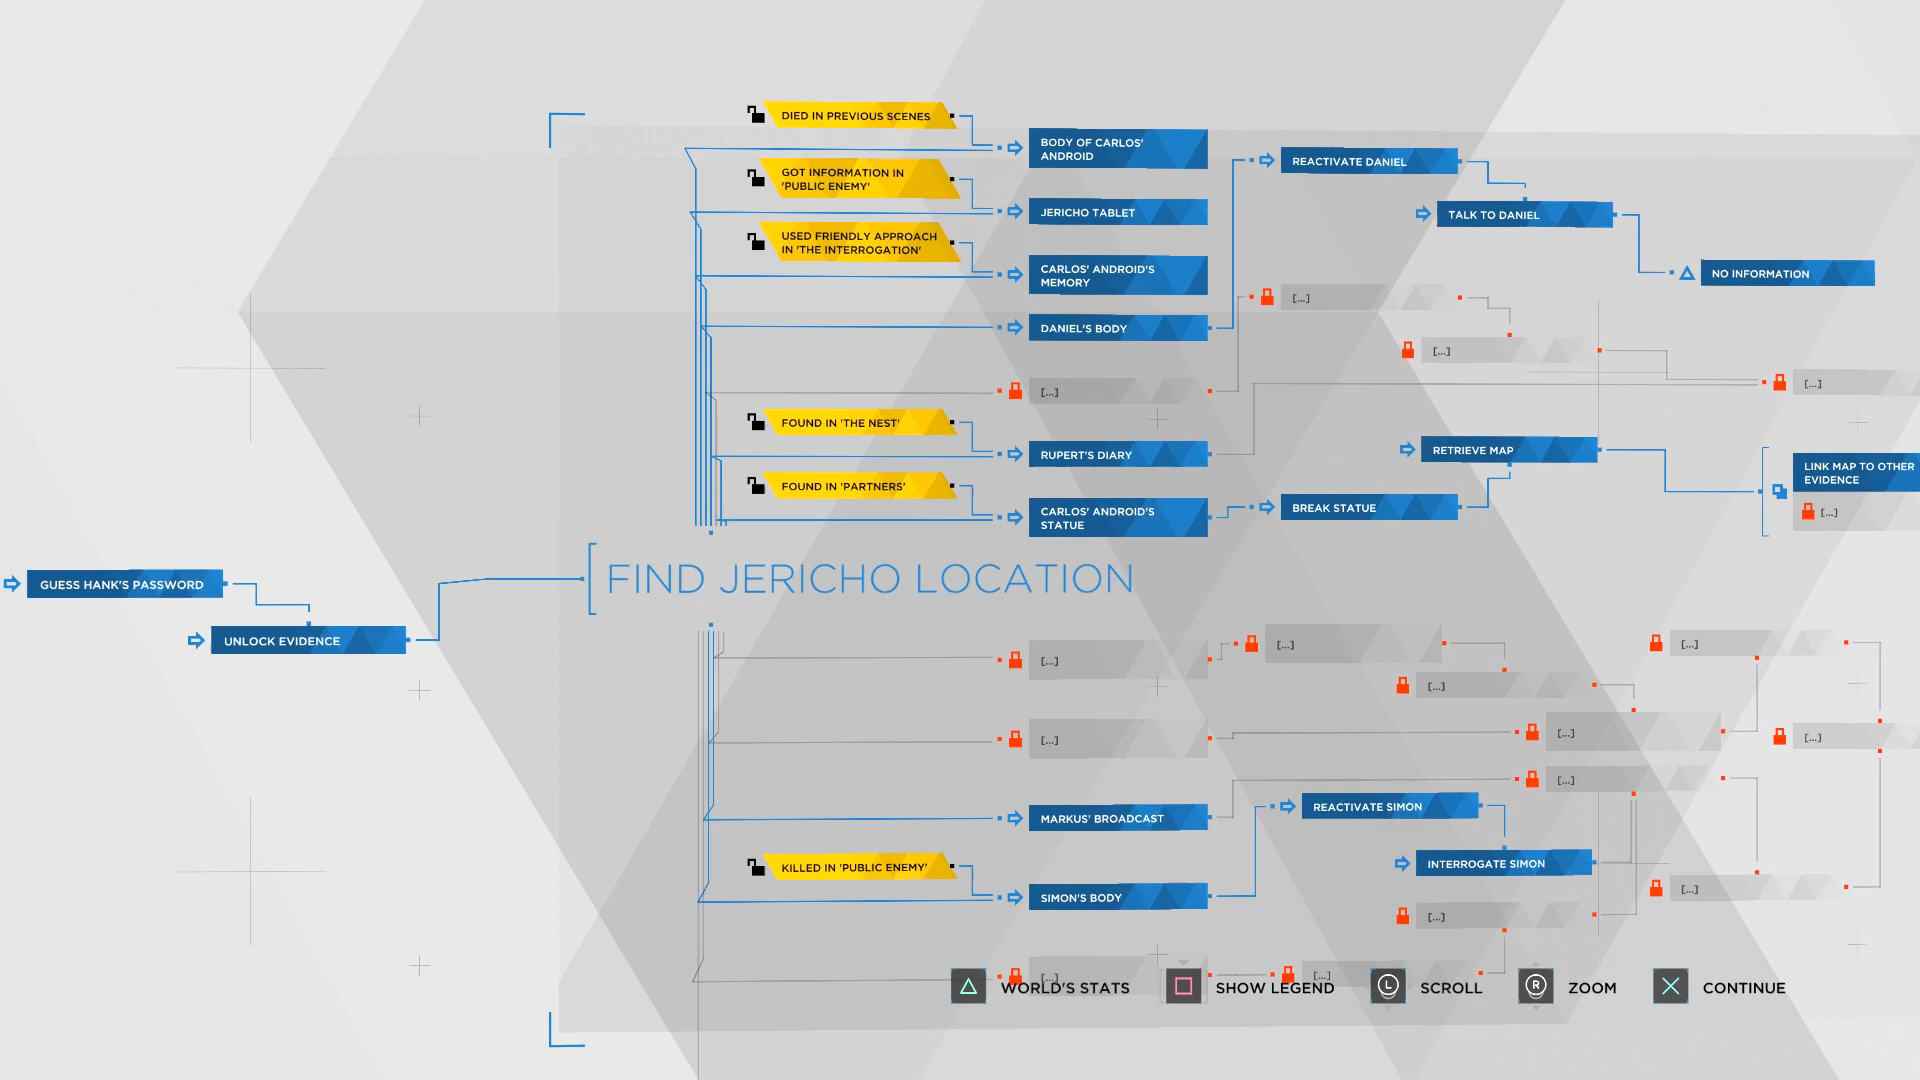 DIED IN PREVIOUS SCENES
BODY OF CARLOS'
ANDROID
REACTIVATE DANIEL
GOT INFORMATION IN
'PUBLIC ENEMY'
JERICHO TABLET
TALK TO DANIEL
USED FRIENDLY APPROACH
IN 'THE INTERROGATION'
CARLOS' ANDROID'S
MEMORY
NO INFORMATION
[...]
DANIEL'S BODY
[...]
[...]
[...]
FOUND IN 'THE NEST'
RUPERT'S DIARY
RETRIEVE MAP
LINK MAP TO OTHER
EVIDENCE
FOUND IN 'PARTNERS'
CARLOS' ANDROID'S
STATUE
BREAK STATUE
[...]
FIND JERICHO LOCATION
GUESS HANK'S PASSWORD
UNLOCK EVIDENCE
[...]
[...]
[...]
[...]
[...]
[...]
[...]
[...]
REACTIVATE SIMON
MARKUS' BROADCAST
KILLED IN 'PUBLIC ENEMY'
INTERROGATE SIMON
SIMON'S BODY
[...]
[...]
[...]
[...]
WORLD'S STATS
SHOW LEGEND
L
SCROLL
R
ZOOM
CONTINUE